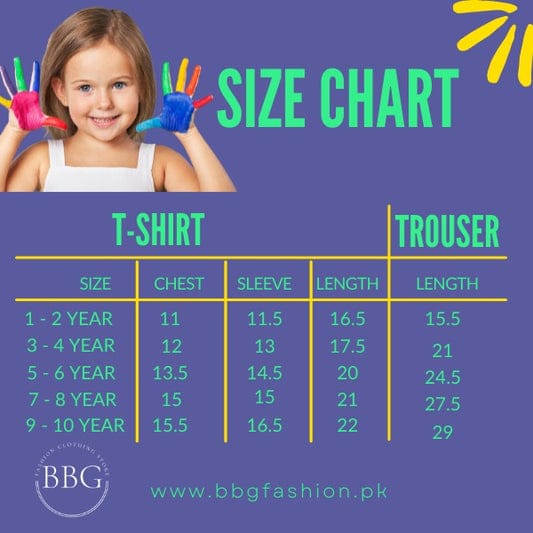 SIZE CHART
T-SHIRT TROUSER
SIZE CHEST SLEEVE LENGTH LENGTH
1 - 2 YEAR 11 11.5 16.5 15.5
3 - 4 YEAR 12 13 17.5 21
5 - 6 YEAR 13.5 14.5 20 24.5
7 - 8 YEAR 15 15 21 27.5
9 - 10 YEAR 15.5 16.5 22 29
FASHION CLOTHING STORE
BBG
www.bbgfashion.pk